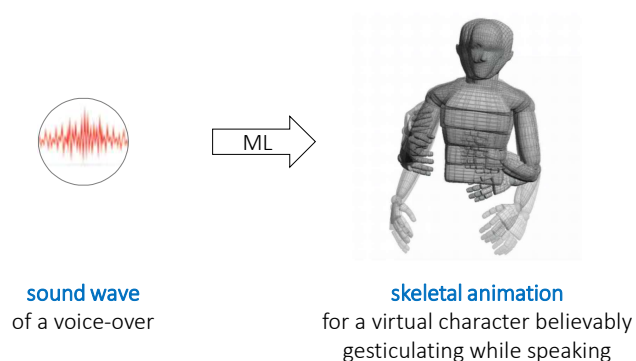 ML
sound wave
of a voice-over
skeletal animation
for a virtual character believably
gesticulating while speaking